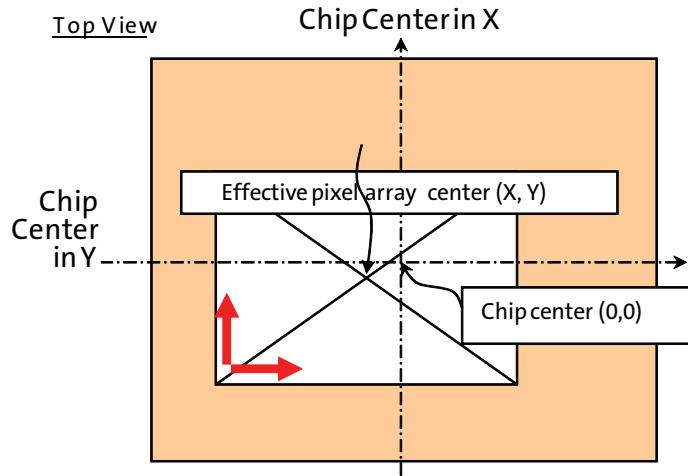 Top View
Chip Center in X
Effective pixel array center (X, Y)
Chip
Center
in Y
Chip center (0,0)